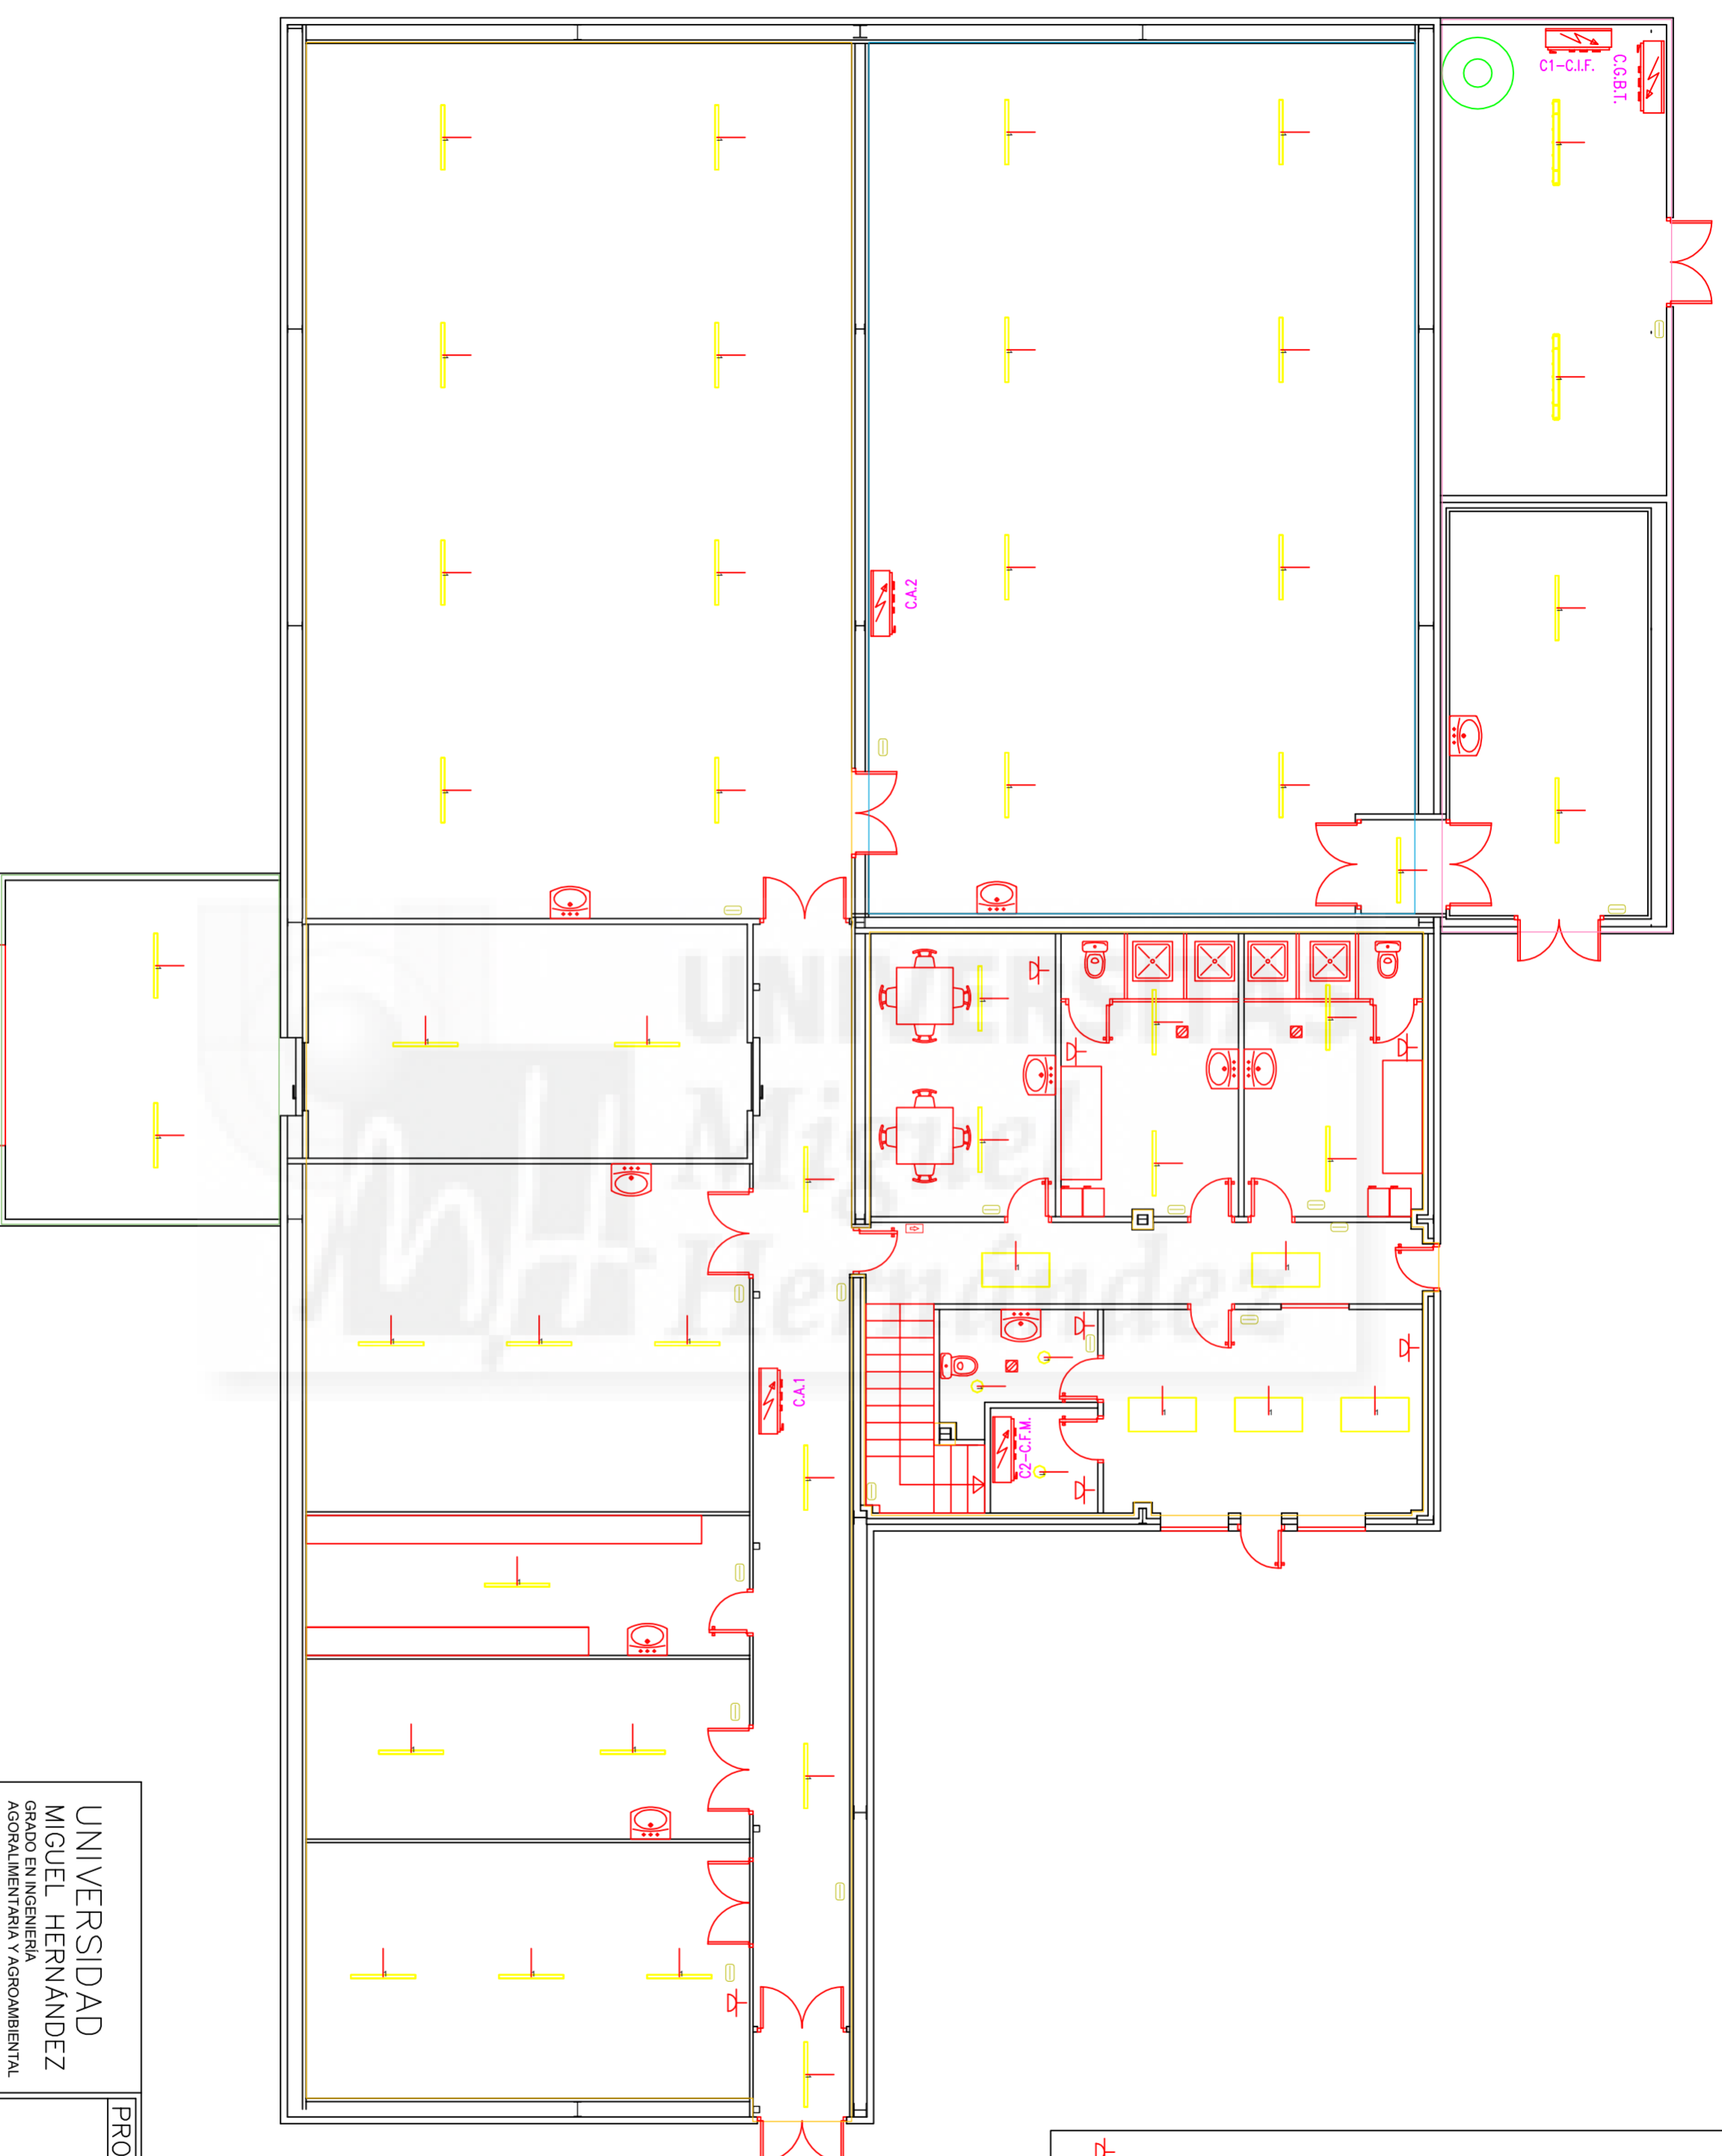 C1-C.I.F.
C.G.B.T.
C.A.2
UNIVERSITAS
Miguel
Hernández
C.A.1
C2-C.F.M.
UNIVERSIDAD
MIGUEL HERNÁNDEZ
GRADO EN INGENIERÍA
AGORALIMENTARIA Y AGROAMBIENTAL
PRO